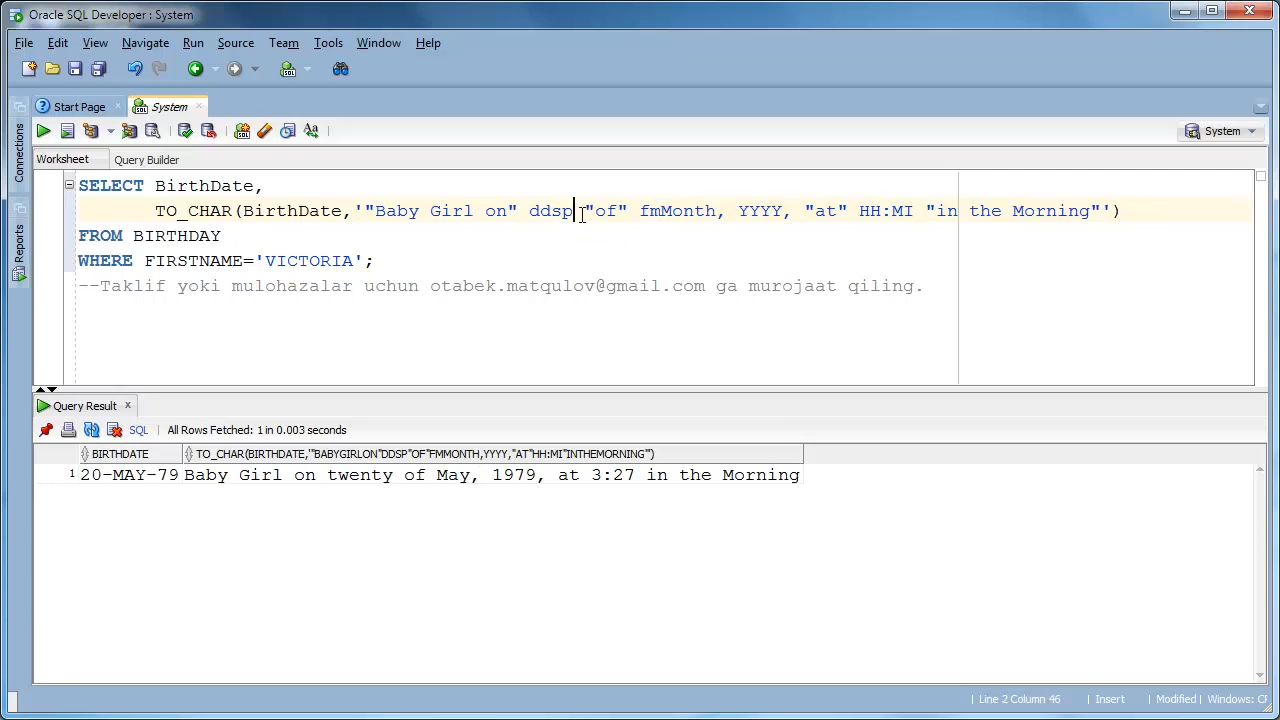 Oracle SQL Developer : System
File Edit View Navigate Run Source Team Tools Window Help
Start Page System
System
Connections
Reports
Worksheet Query Builder
SELECT BirthDate,
TO_CHAR(BirthDate,'"Baby Girl on" ddsp "of" fmMonth, YYYY, "at" HH:MI "in the Morning"')
FROM BIRTHDAY
WHERE FIRSTNAME='VICTORIA';
--Taklif yoki mulohazalar uchun otabek.matqulov@gmail.com ga murojaat qiling.
Query Result
SQL All Rows Fetched: 1 in 0.003 seconds
BIRTHDATE TO_CHAR(BIRTHDATE,'"BABYGIRLON"DDSP"OF"FMMONTH,YYYY,"AT"HH:MI"INTHEMORNING"')
1 20-MAY-79 Baby Girl on twenty of May, 1979, at 3:27 in the Morning
Line 2 Column 46 Insert Modified Windows: CF